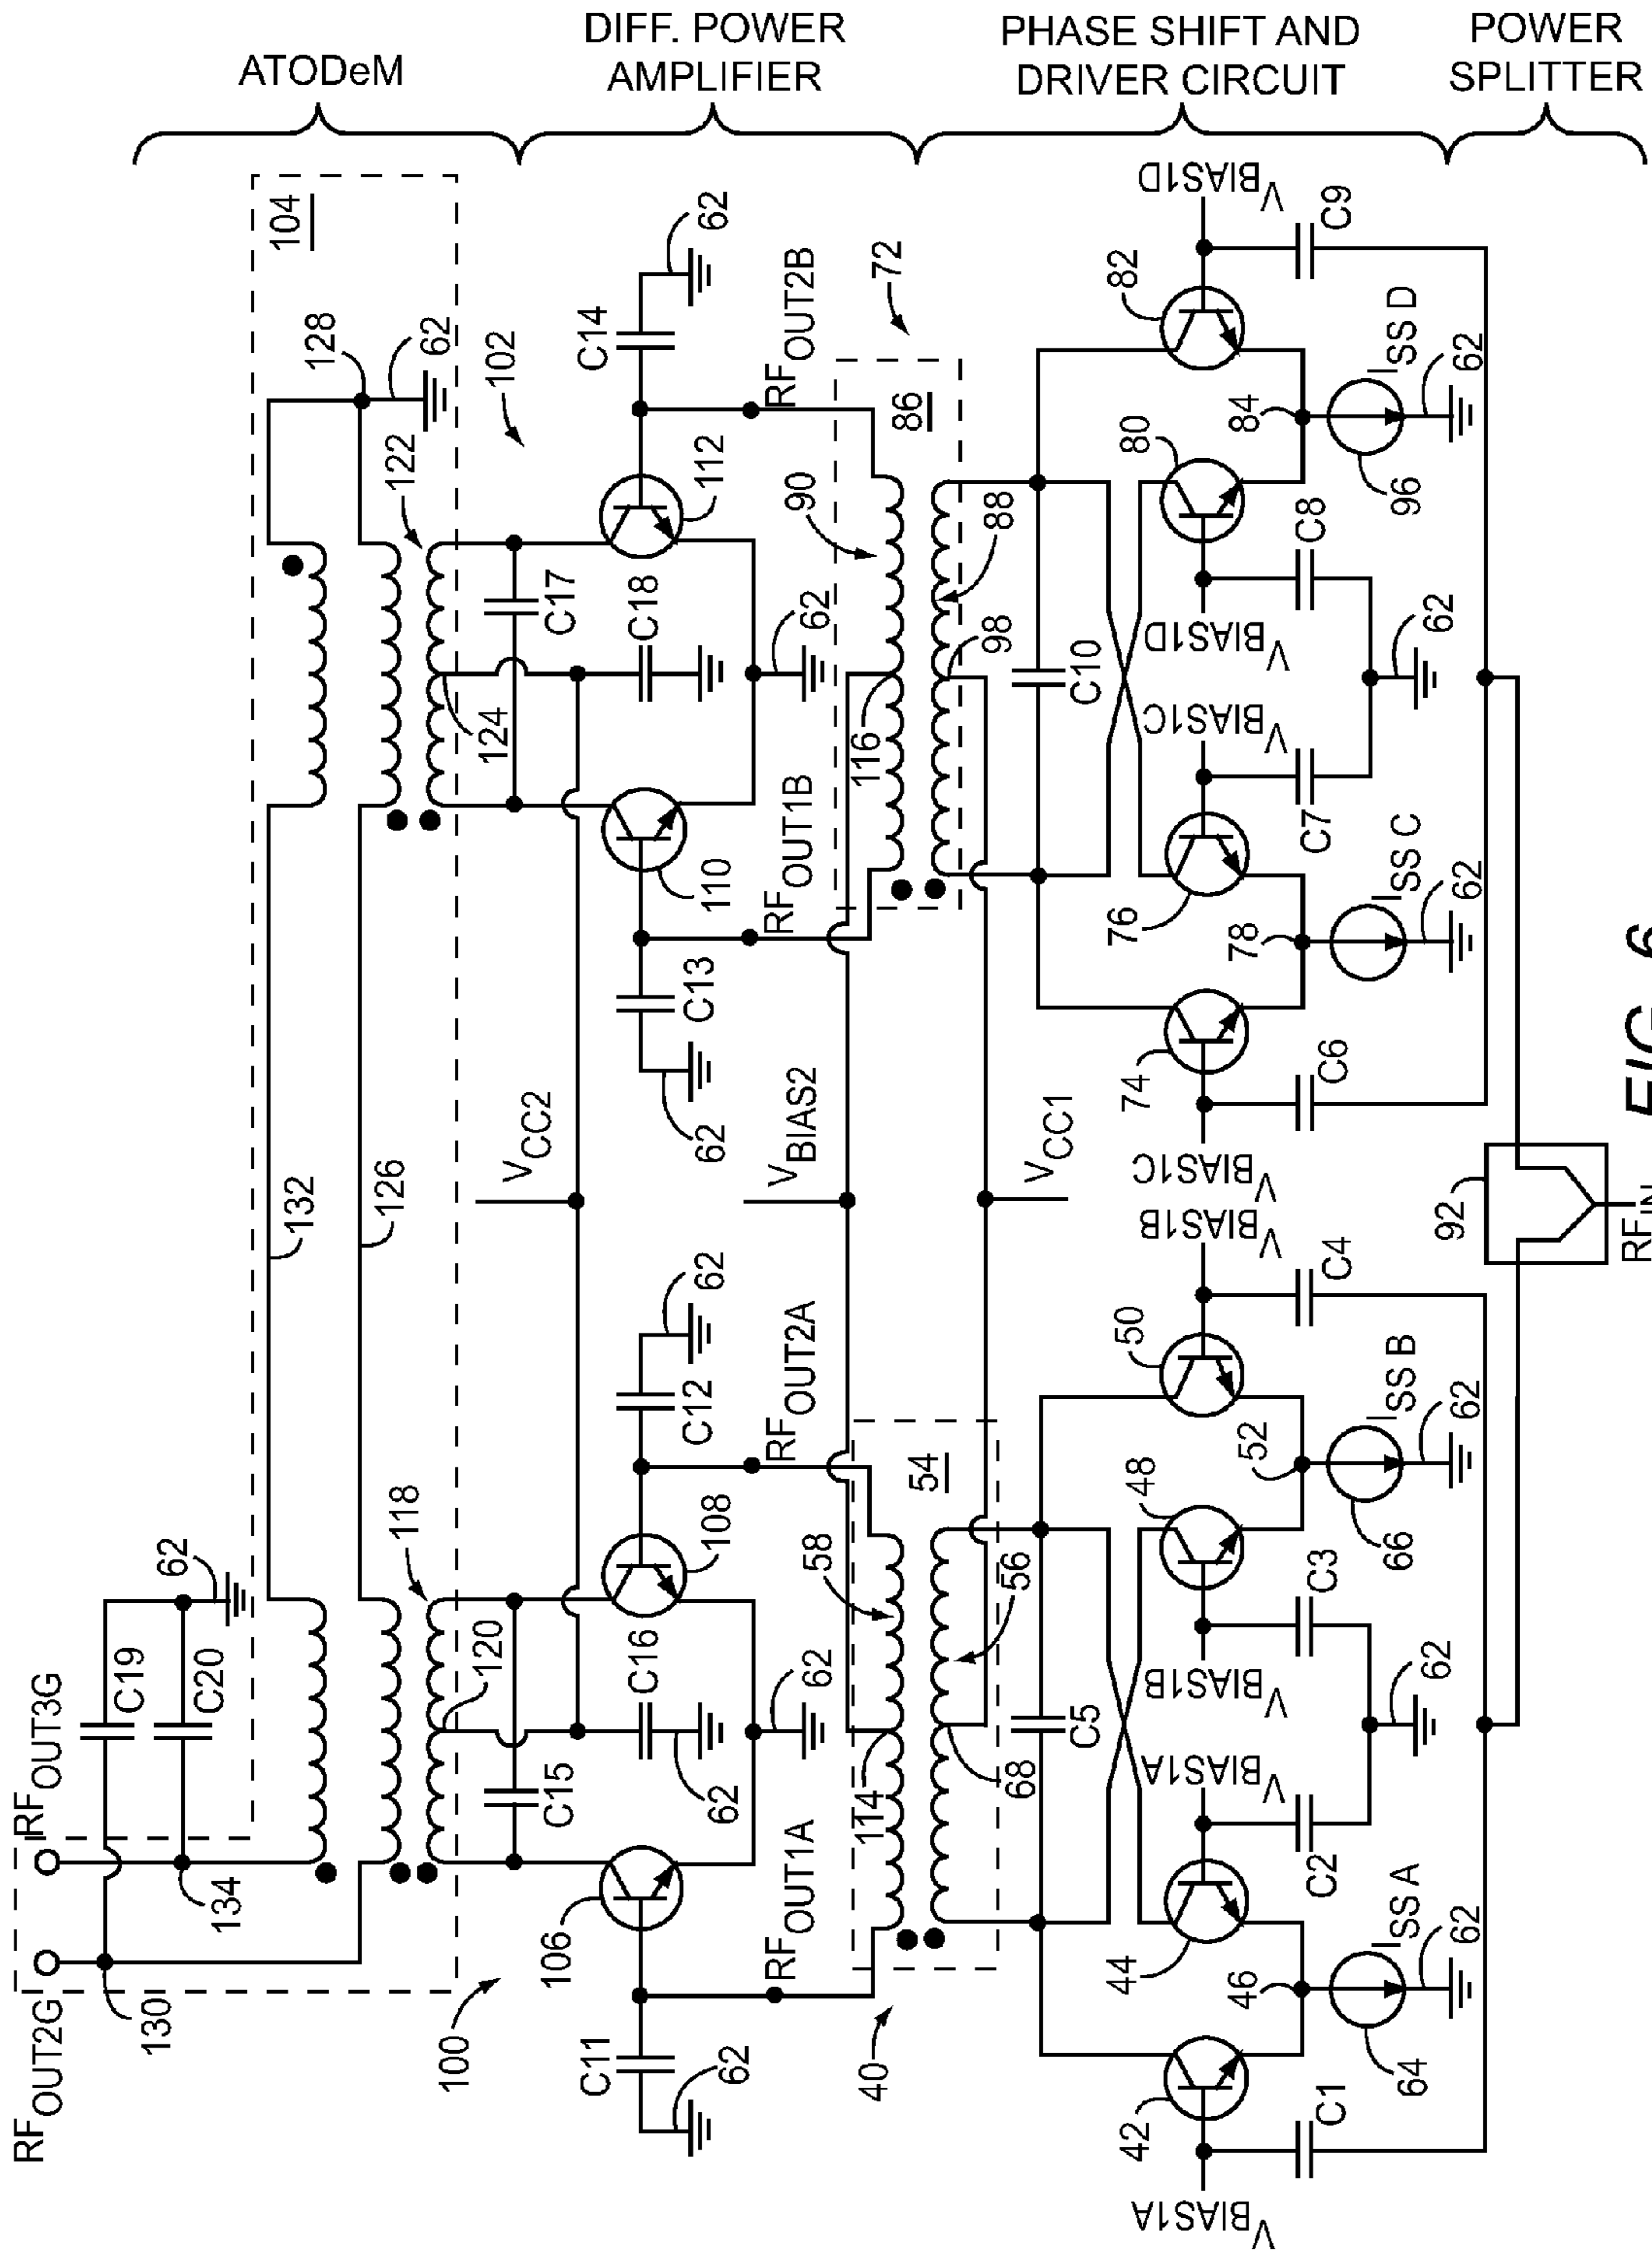 ATODeM
DIFF. POWER
AMPLIFIER
PHASE SHIFT AND
DRIVER CIRCUIT
POWER
SPLITTER
104
128
62
122
102
124
C17
C18
62
112
C14
62
RFOUT2B
72
90
86
116
88
98
110
RFOUT1B
C13
62
132
126
VCC2
VBIAS2
VCC1
VBIAS1D
82
C9
80
84
ISS D
62
96
C10
C8
VBIAS1D
62
VBIAS1C
76
C7
78
ISS C
62
74
C6
VBIAS1C
VBIAS1B
92
RFIN
FIG. 6
RFOUT3G
RFOUT2G
C19
C20
62
134
130
118
120
C15
C16
62
62
108
C12
62
RFOUT2A
100
106
C11
62
RFOUT1A
114
58
54
56
68
40
C5
50
C4
48
52
ISS B
62
66
C3
VBIAS1B
62
VBIAS1A
44
C2
46
ISS A
62
64
42
C1
VBIAS1A